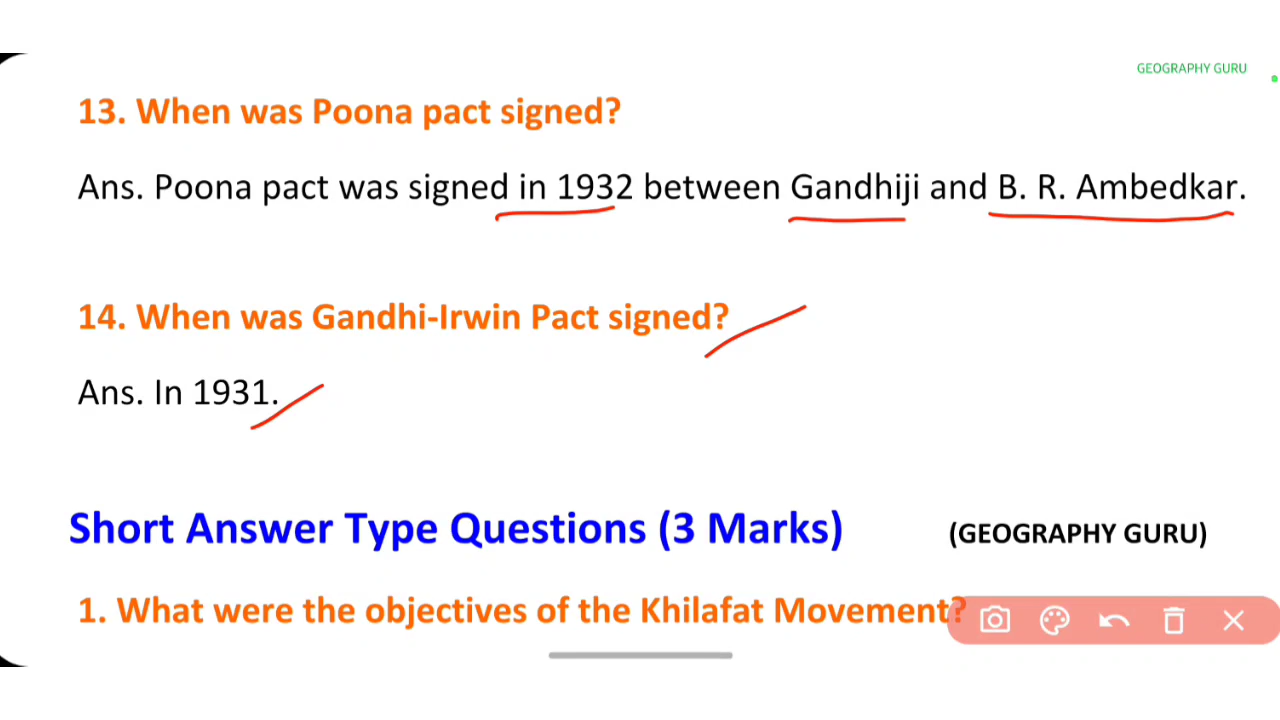 GEOGRAPHY GURU
13. When was Poona pact signed?
Ans. Poona pact was signed in 1932 between Gandhiji and B. R. Ambedkar.
14. When was Gandhi-Irwin Pact signed?
Ans. In 1931.
Short Answer Type Questions (3 Marks) (GEOGRAPHY GURU)
1. What were the objectives of the Khilafat Movement?